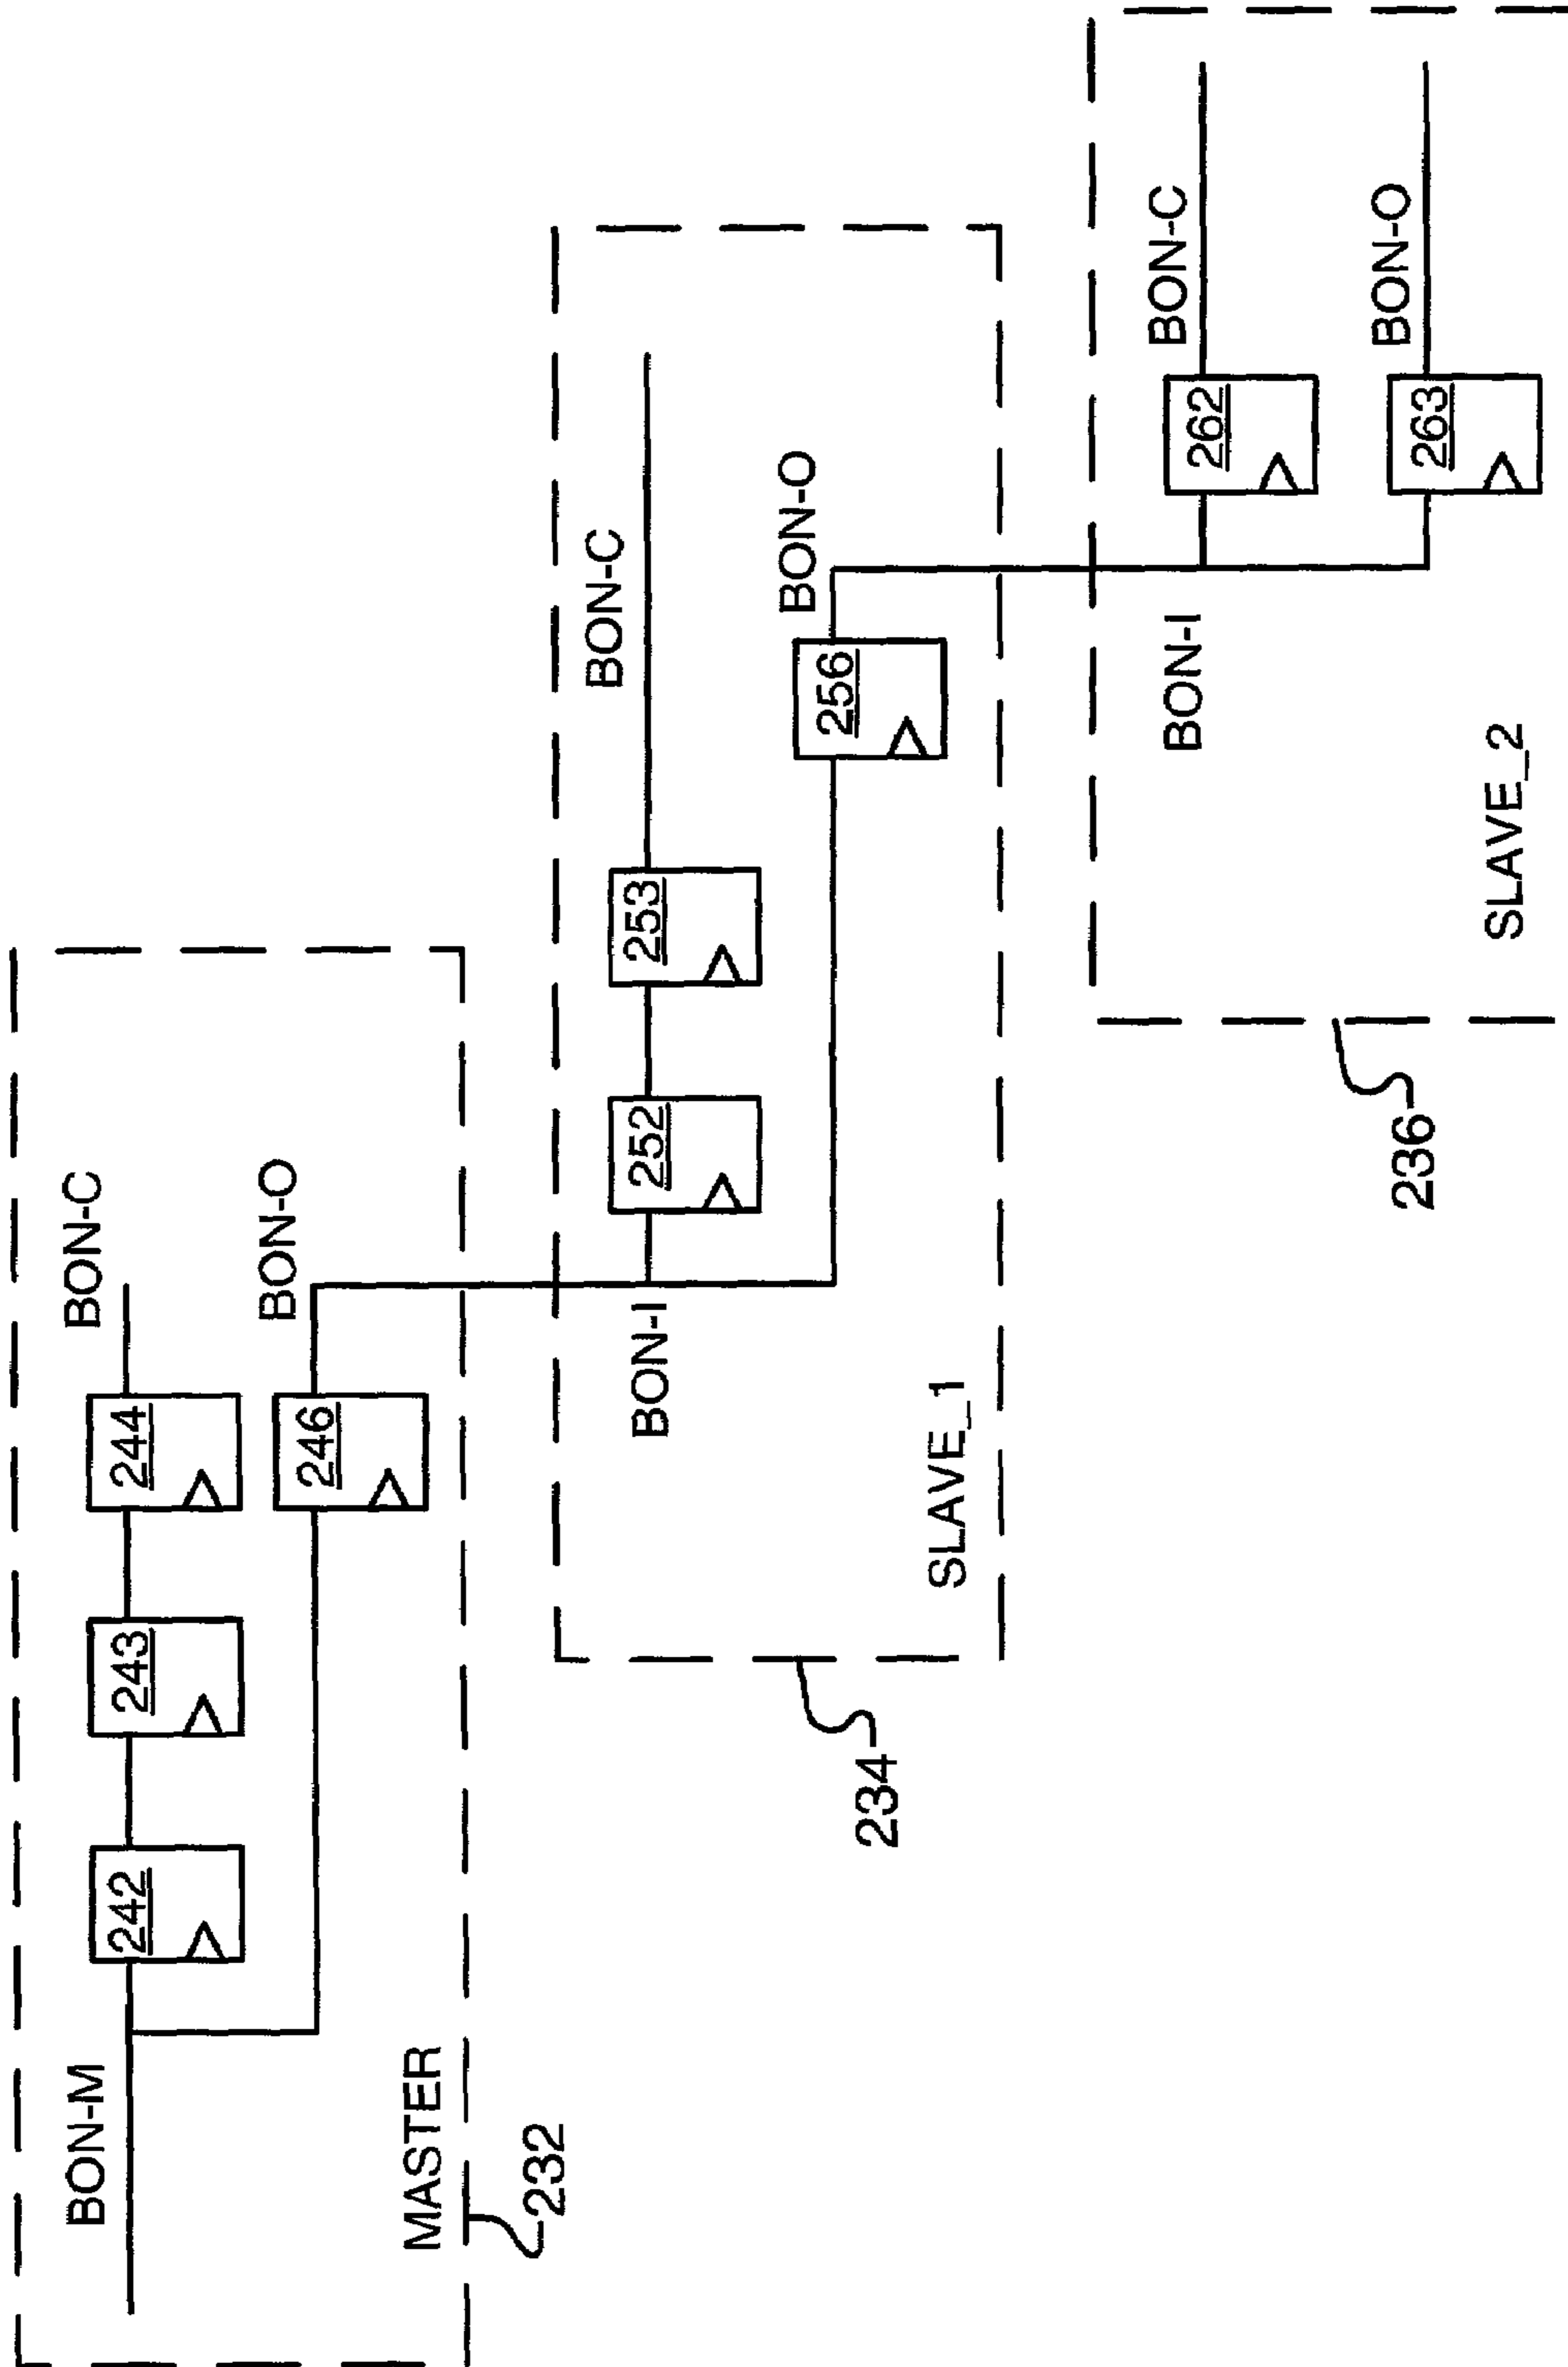 BON-M
242
243
244
BON-C
246
BON-O
MASTER
232
BON-I
252
253
BON-C
256
BON-O
SLAVE_1
234
BON-I
262
BON-C
263
BON-O
SLAVE_2
236